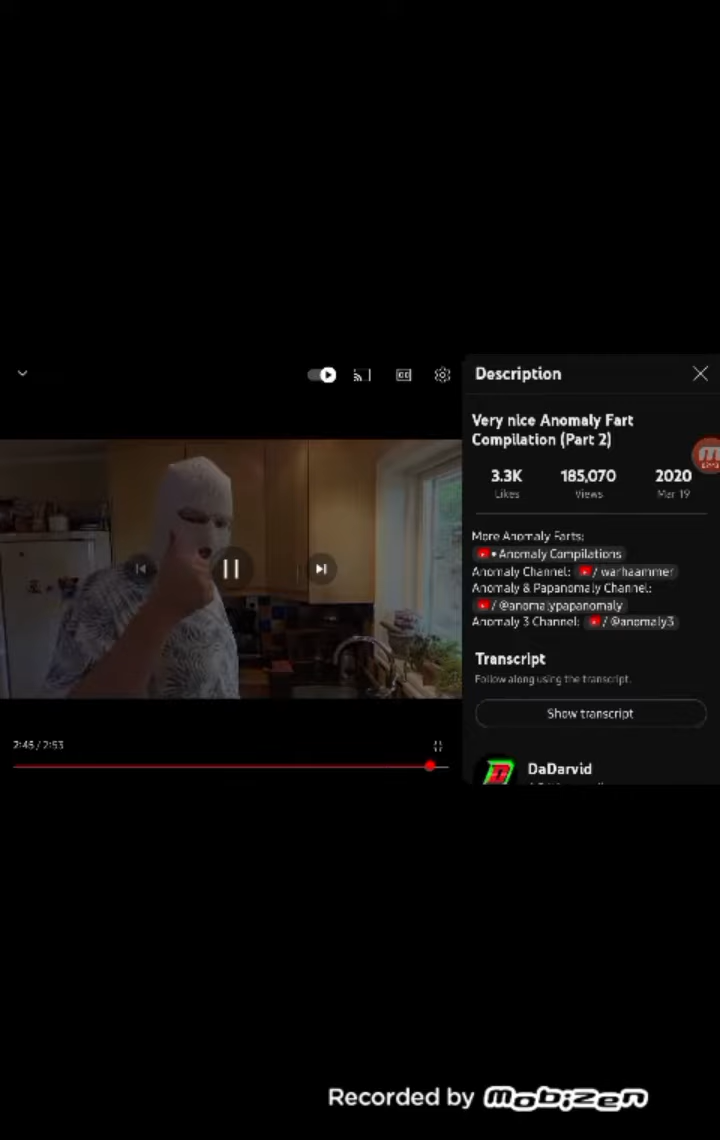 Description
Very nice Anomaly Fart
Compilation (Part 2)
3.3K 185,070 2020
Likes Views Mar 19
More Anomaly Farts:
• Anomaly Compilations
Anomaly Channel: / warhaammer
Anomaly & Papanomaly Channel:
/ @anomalypapanomaly
Anomaly 3 Channel: / @anomaly3
Transcript
Follow along using the transcript.
Show transcript
2:45 / 2:53
DaDarvid
Recorded by mobizen